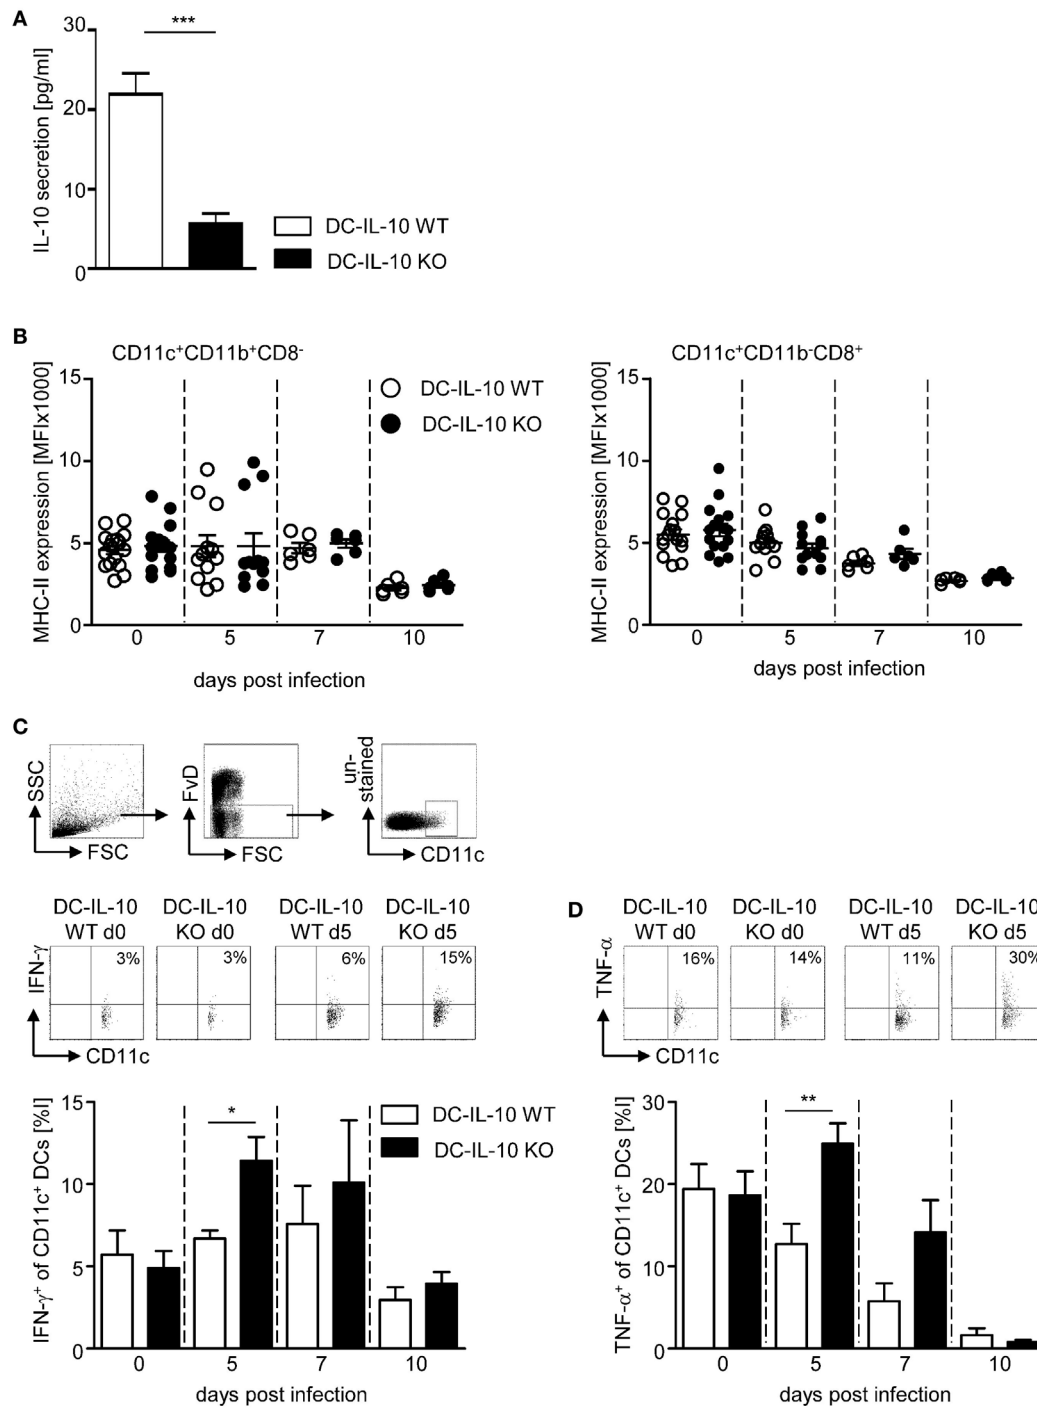 A
30
20
10
0
IL-10 secretion [pg/ml]
***
DC-IL-10 WT
DC-IL-10 KO
B
CD11c⁺CD11b⁺CD8⁻
MHC-II expression [MFIx1000]
15
10
5
0
DC-IL-10 WT
DC-IL-10 KO
0 5 7 10
days post infection
CD11c⁺CD11b⁻CD8⁺
MHC-II expression [MFIx1000]
15
10
5
0
0 5 7 10
days post infection
C
SSC
FSC
FvD
FSC
un-
stained
CD11c
DC-IL-10 DC-IL-10 DC-IL-10 DC-IL-10
WT d0 KO d0 WT d5 KO d5
IFN-γ
3% 3% 6% 15%
CD11c
IFN-γ⁺ of CD11c⁺ DCs [%l]
15
10
5
0
*
DC-IL-10 WT
DC-IL-10 KO
0 5 7 10
days post infection
D
DC-IL-10 DC-IL-10 DC-IL-10 DC-IL-10
WT d0 KO d0 WT d5 KO d5
TNF-α
16% 14% 11% 30%
CD11c
TNF-α⁺ of CD11c⁺ DCs [%l]
30
20
10
0
**
0 5 7 10
days post infection